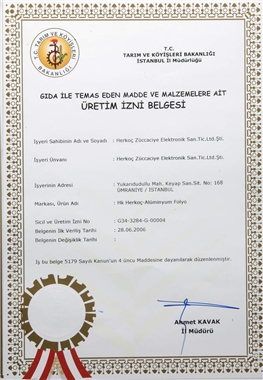 T.C. TARIM VE KÖYİŞLERİ BAKANLIĞI
T.C.
TARIM VE KÖYİŞLERİ BAKANLIĞI
İSTANBUL İl Müdürlüğü
GIDA İLE TEMAS EDEN MADDE VE MALZEMELERE AİT
ÜRETİM İZNİ BELGESİ
İşyeri Sahibinin Adı ve Soyadı : Herkoç Züccaciye Elektronik San.Tic.Ltd.Şti.
İşyeri Ünvanı : Herkoç Zuccaciye Elektronik San.Tic.Ltd.Şti.
İşyerinin Adresi : Yukarıdudullu Mah. Keyap San.Sit. No: 168
ÜMRANİYE / İSTANBUL
Markası, Ürün Adı : Hk Herkoç-Alüminyum Folyo
Sicil ve Üretim İzni No : G34-3284-G-00004
Belgenin İlk Veriliş Tarihi : 28.06.2006
Belgenin Değişiklik Tarihi :
İş bu belge 5179 Sayılı Kanun'un 4 üncü Maddesine dayanılarak düzenlenmiştir.
Ahmet KAVAK
İl Müdürü